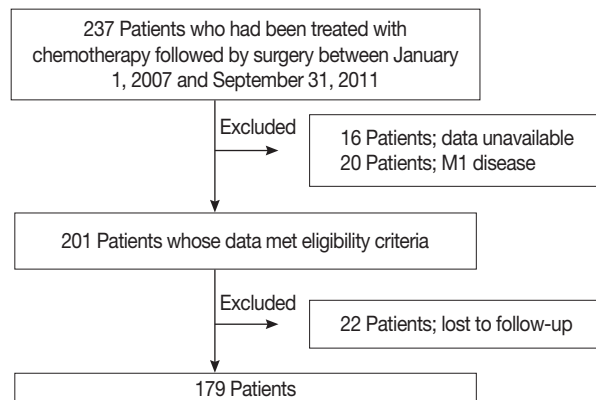 237 Patients who had been treated with
chemotherapy followed by surgery between January
1, 2007 and September 31, 2011
Excluded
16 Patients; data unavailable
20 Patients; M1 disease
201 Patients whose data met eligibility criteria
Excluded
22 Patients; lost to follow-up
179 Patients